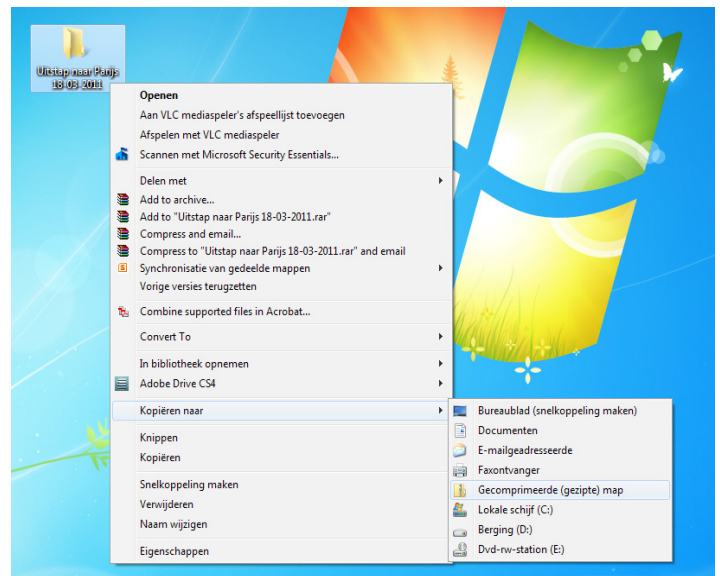 Uitstap naar Parijs
18-03-2011
Openen
Aan VLC mediaspeler's afspeellijst toevoegen
Afspelen met VLC mediaspeler
Scannen met Microsoft Security Essentials...
Delen met
Add to archive...
Add to "Uitstap naar Parijs 18-03-2011.rar"
Compress and email...
Compress to "Uitstap naar Parijs 18-03-2011.rar" and email
Synchronisatie van gedeelde mappen
Vorige versies terugzetten
Combine supported files in Acrobat...
Convert To
In bibliotheek opnemen
Adobe Drive CS4
Kopiëren naar
Knippen
Kopiëren
Snelkoppeling maken
Verwijderen
Naam wijzigen
Eigenschappen
Bureaublad (snelkoppeling maken)
Documenten
E-mailgeadresseerde
Faxontvanger
Gecomprimeerde (gezipte) map
Lokale schijf (C:)
Berging (D:)
Dvd-rw-station (E:)